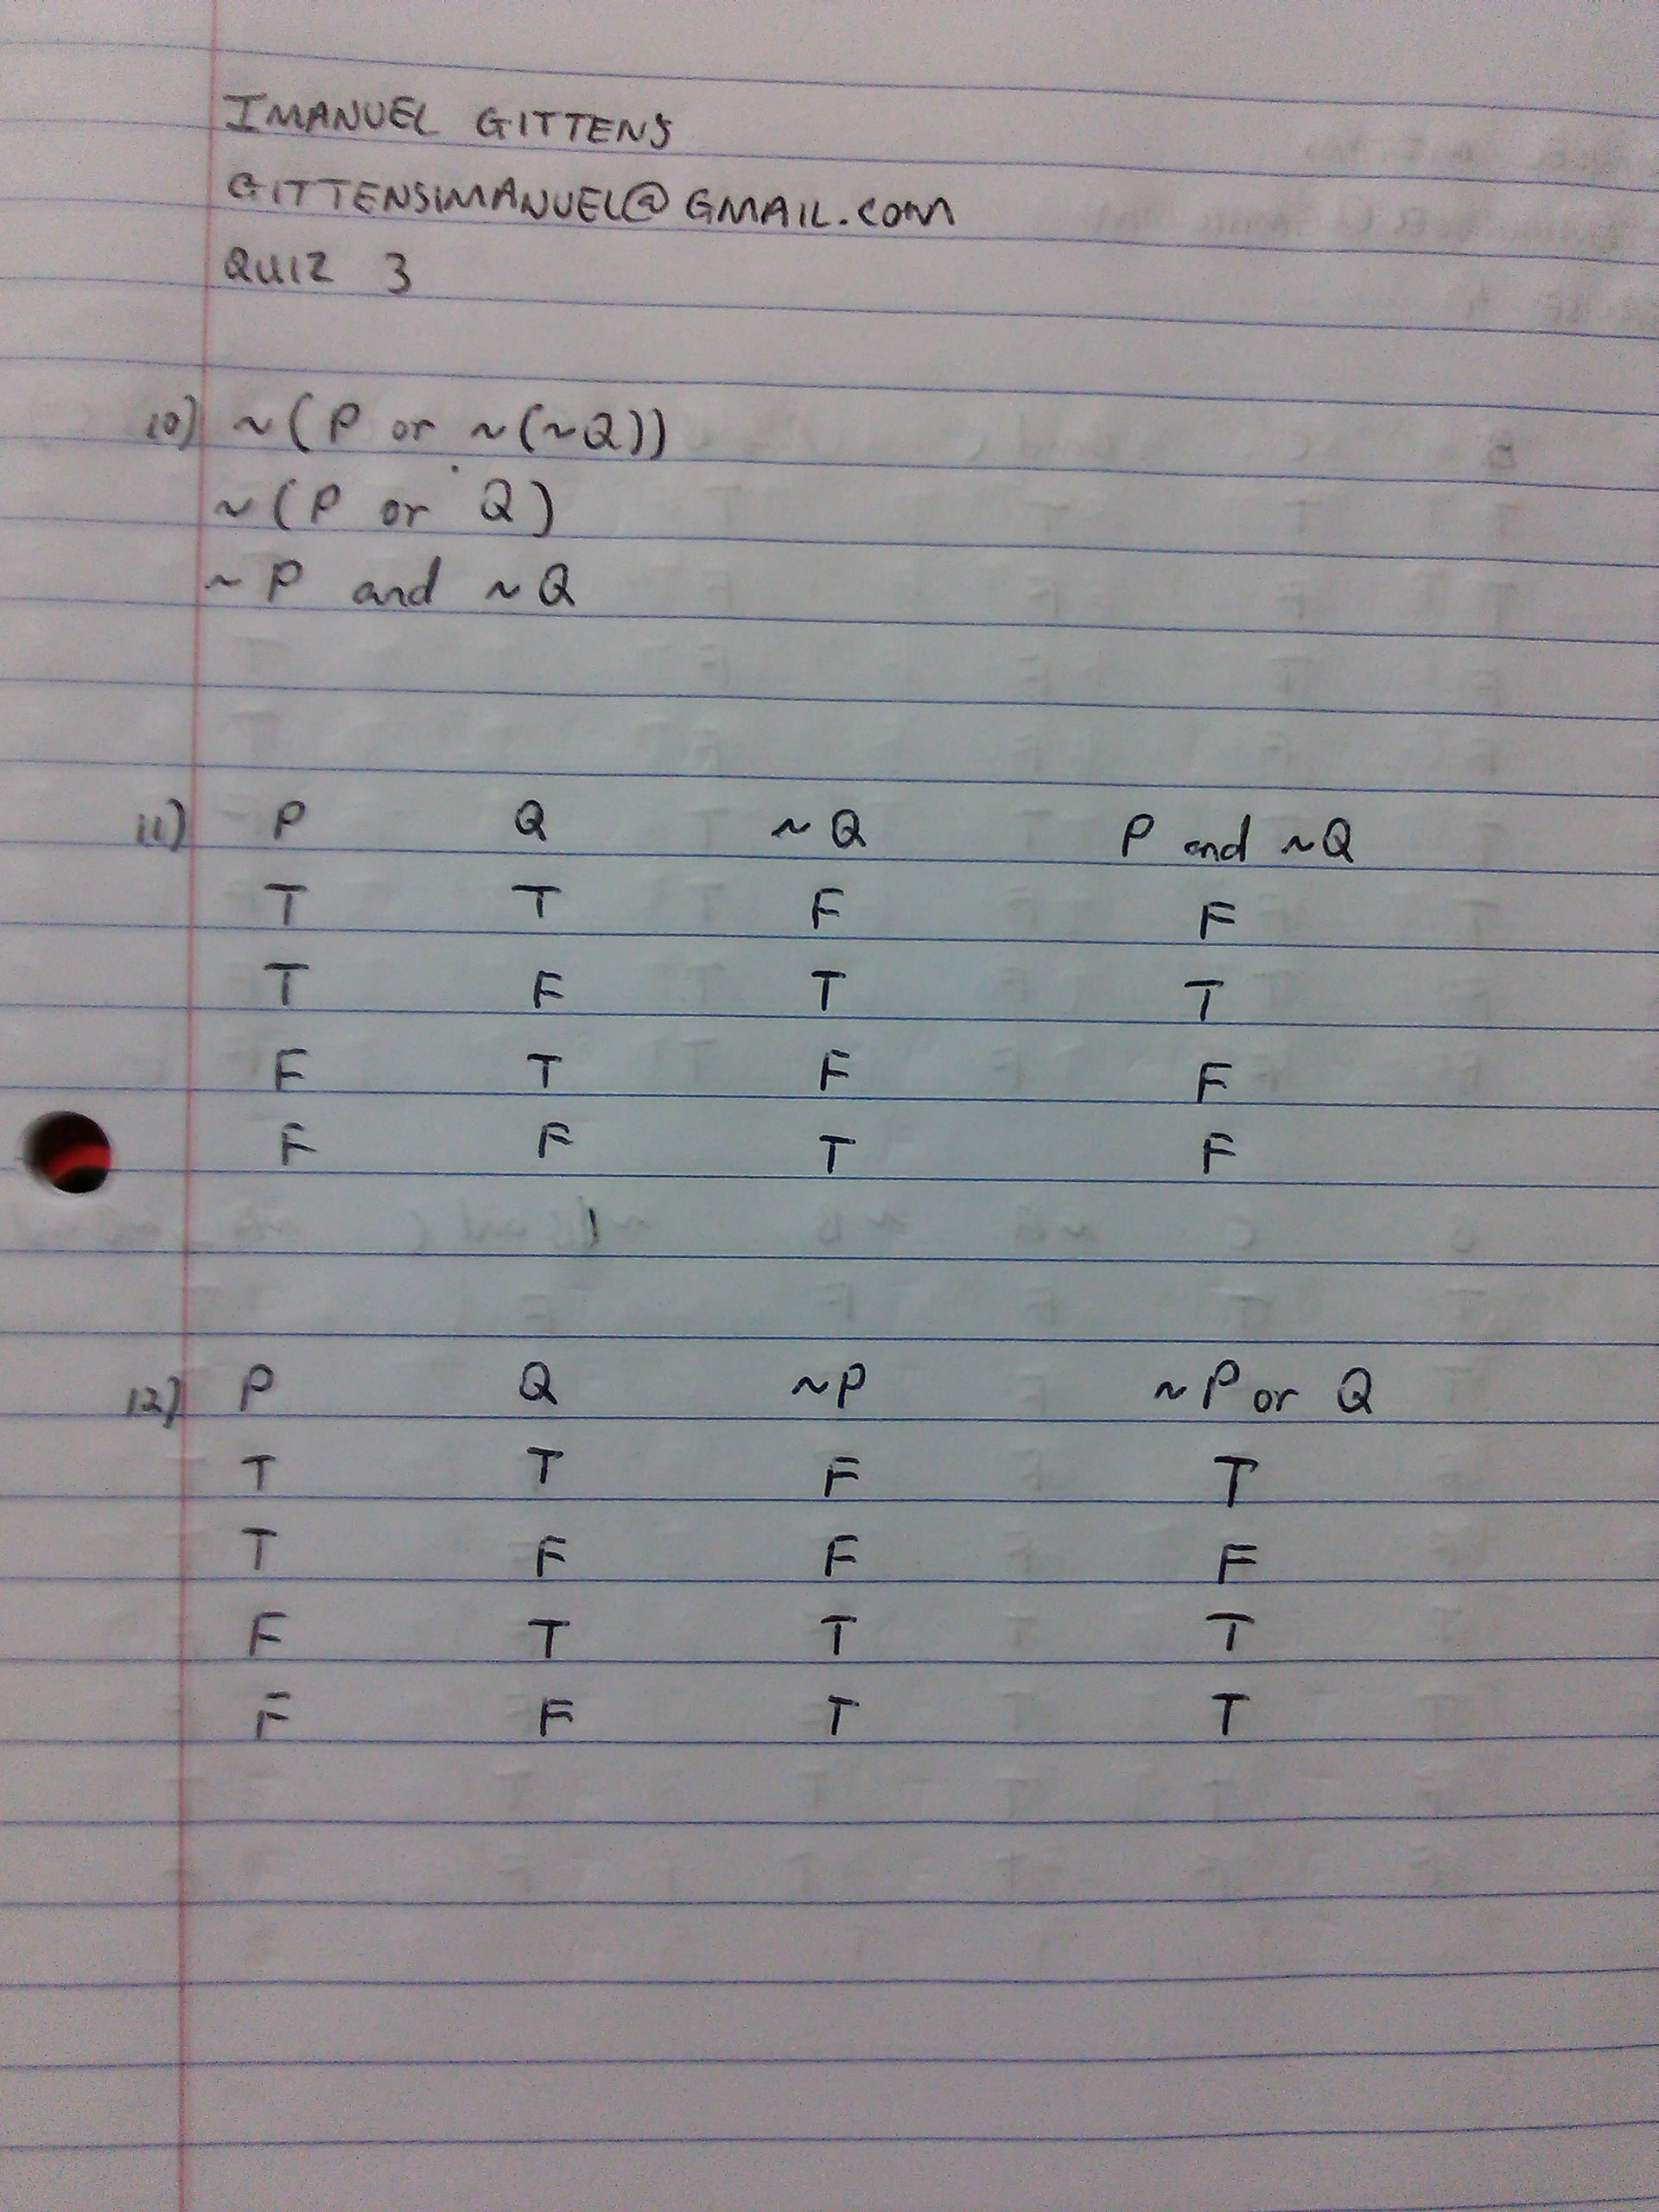 IMANUEL GITTENS
GITTENSIMANUEL@GMAIL.COM
QUIZ 3
10) ~(P or ~(~Q))
~(P or Q)
~P and ~Q
11) P Q ~Q P and ~Q
T T F F
T F T T
F T F F
F F T F
12) P Q ~P ~P or Q
T T F T
T F F F
F T T T
F F T T